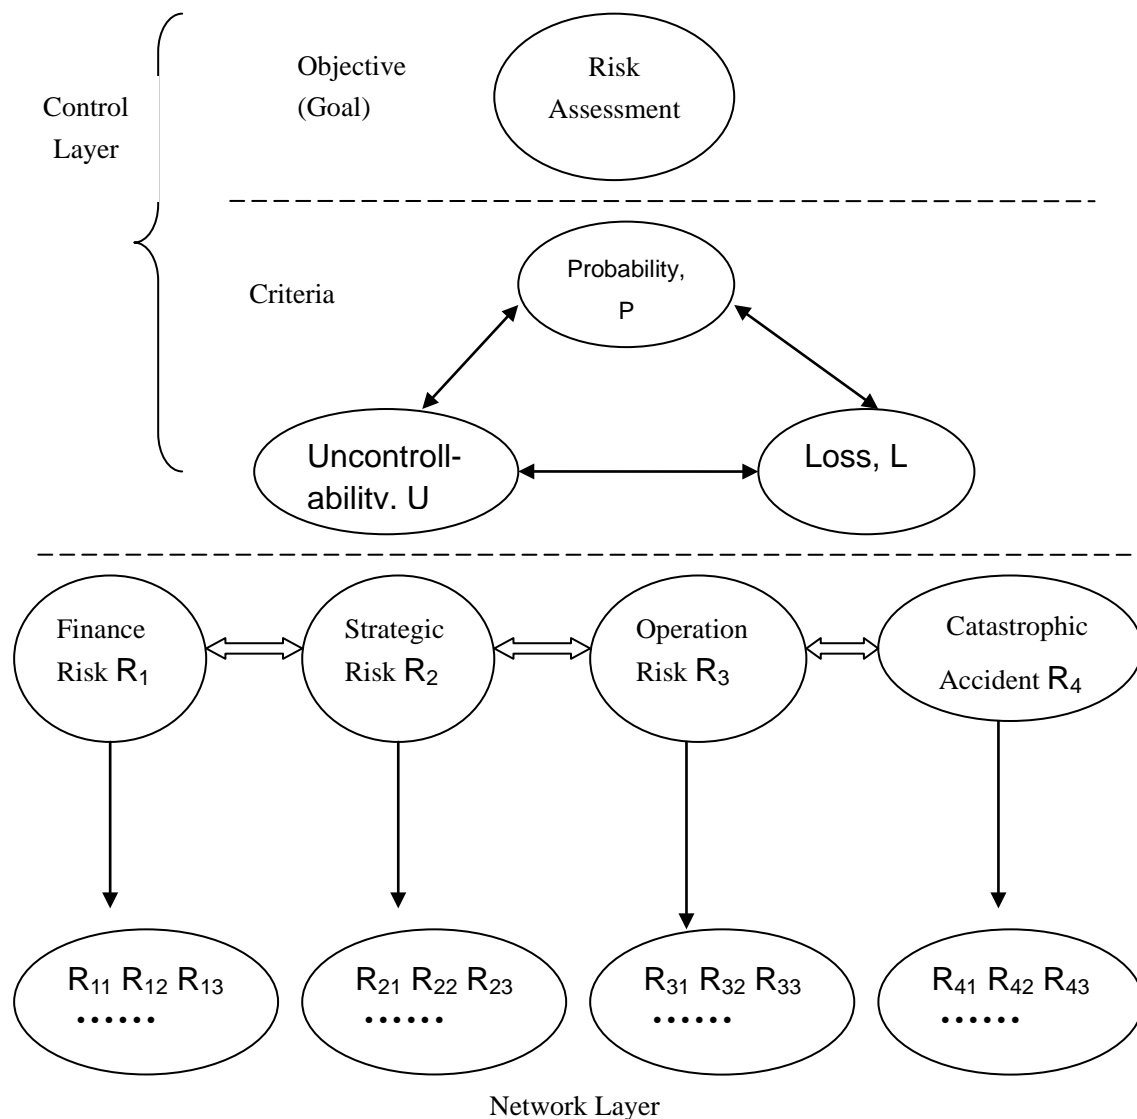 Objective
(Goal)
Risk
Assessment
Control
Layer
Criteria
Probability,
P
Uncontroll-
ability, U
Loss, L
Finance
Risk R₁
Strategic
Risk R₂
Operation
Risk R₃
Catastrophic
Accident R₄
R₁₁ R₁₂ R₁₃
……
R₂₁ R₂₂ R₂₃
……
R₃₁ R₃₂ R₃₃
……
R₄₁ R₄₂ R₄₃
……
Network Layer